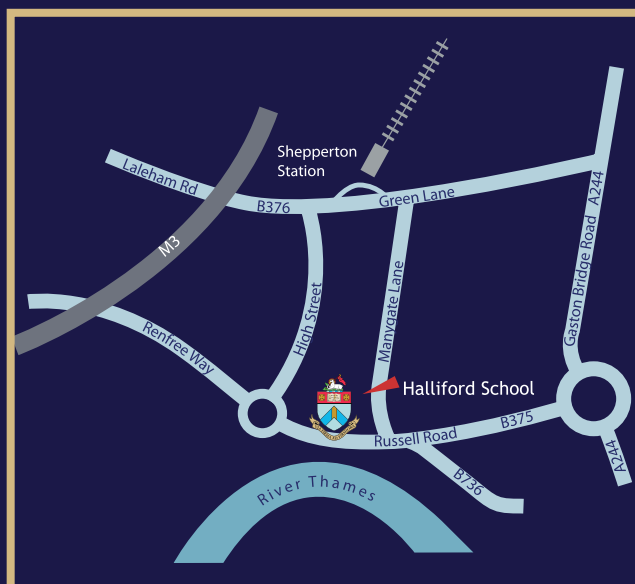 Shepperton
Station
Laleham Rd
B376
Green Lane
M3
A244
Gaston Bridge Road
High Street
Manygate Lane
Renfree Way
Halliford School
Russell Road
B375
A244
B736
River Thames